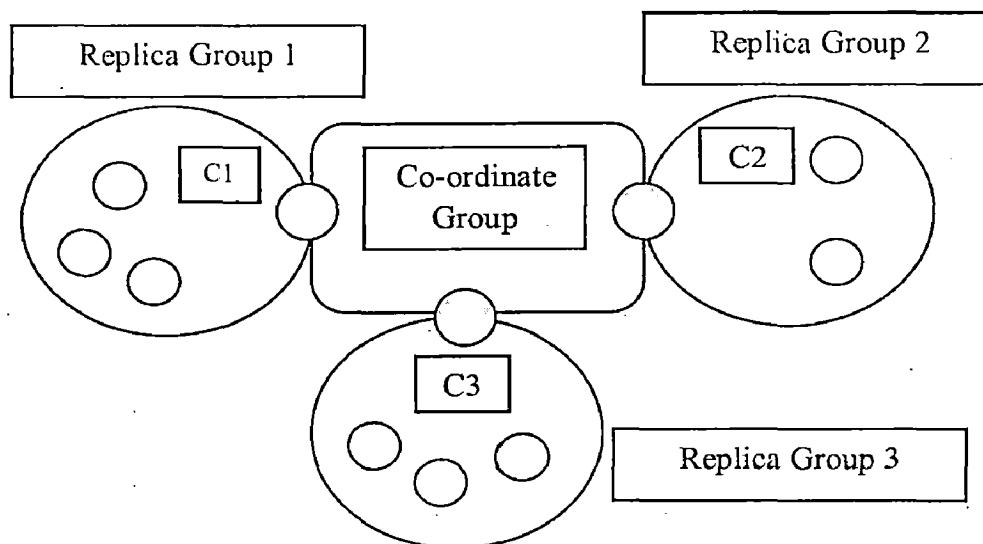 Replica Group 1
Replica Group 2
C1
Co-ordinate
Group
C2
C3
Replica Group 3